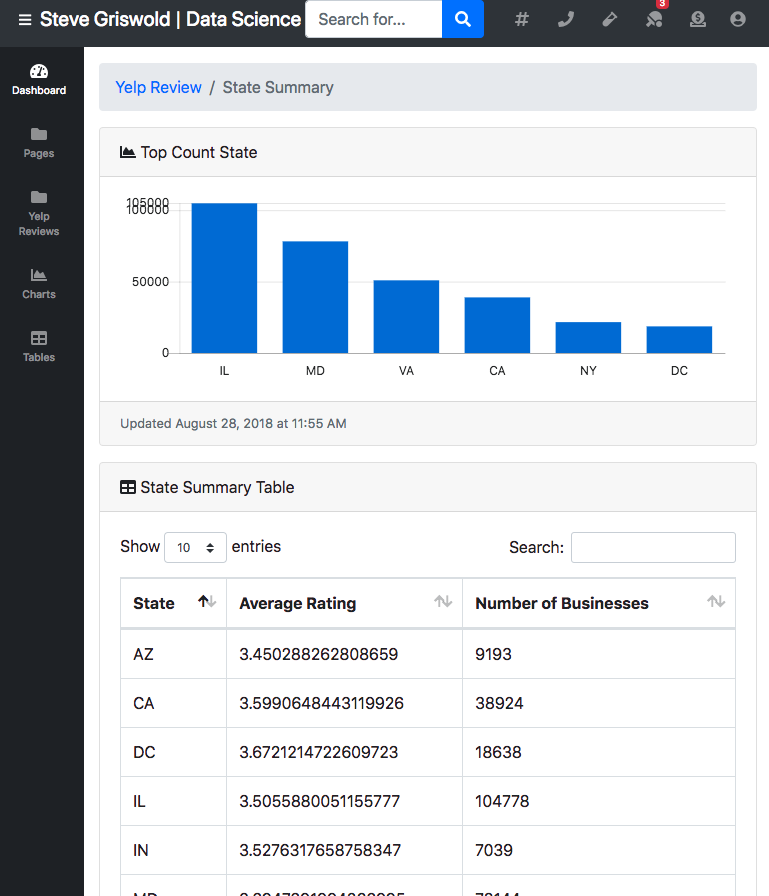 Steve Griswold | Data Science
Search for...
3
Dashboard
Pages
Yelp
Reviews
Charts
Tables
Yelp Review / State Summary
Top Count State
105000
100000
50000
0
IL MD VA CA NY DC
Updated August 28, 2018 at 11:55 AM
State Summary Table
Show 10 entries Search:
State Average Rating Number of Businesses
AZ 3.450288262808659 9193
CA 3.5990648443119926 38924
DC 3.6721214722609723 18638
IL 3.5055880051155777 104778
IN 3.5276317658758347 7039